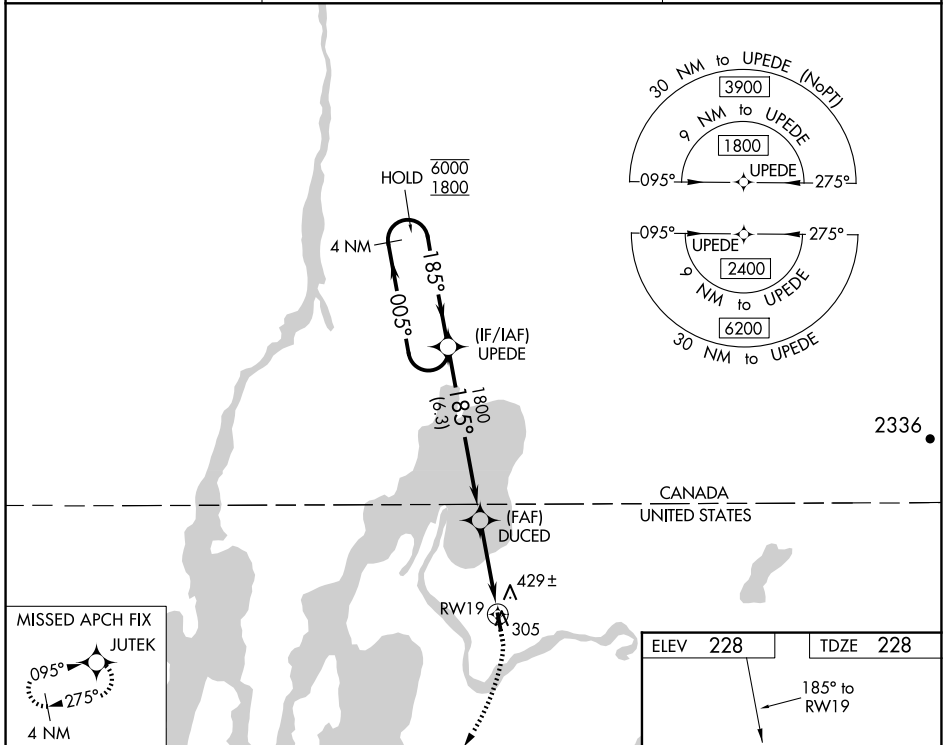 30 NM to UPEDE (NoPT)
3900
9 NM to UPEDE
1800
UPEDE
095°
275°
095°
275°
UPEDE
2400
9 NM to UPEDE
6200
30 NM to UPEDE
HOLD
6000
1800
4 NM
185°
005°
(IF/IAF)
UPEDE
1800
185°
(6.3)
2336
CANADA
UNITED STATES
(FAF)
DUCED
429±
RW19
305
MISSED APCH FIX
JUTEK
095°
275°
4 NM
ELEV 228
TDZE 228
185° to
RW19